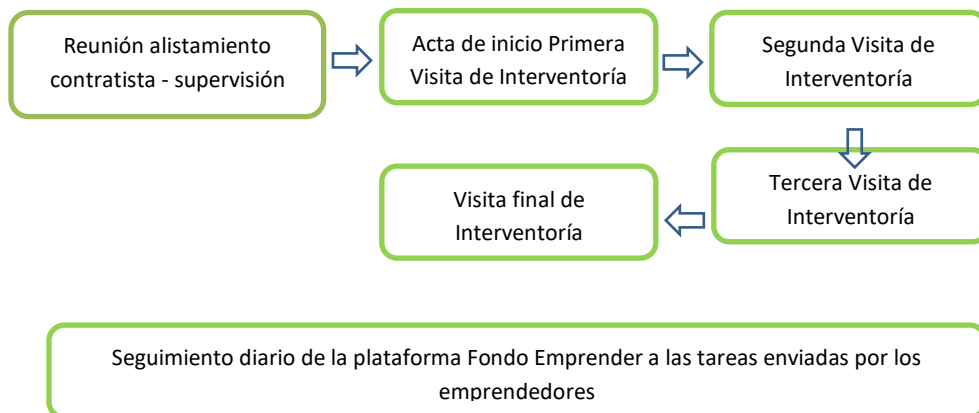 Reunión alistamiento
contratista - supervisión
Acta de inicio Primera
Visita de Interventoría
Segunda Visita de
Interventoría
Tercera Visita de
Interventoría
Visita final de
Interventoría
Seguimiento diario de la plataforma Fondo Emprender a las tareas enviadas por los
emprendedores